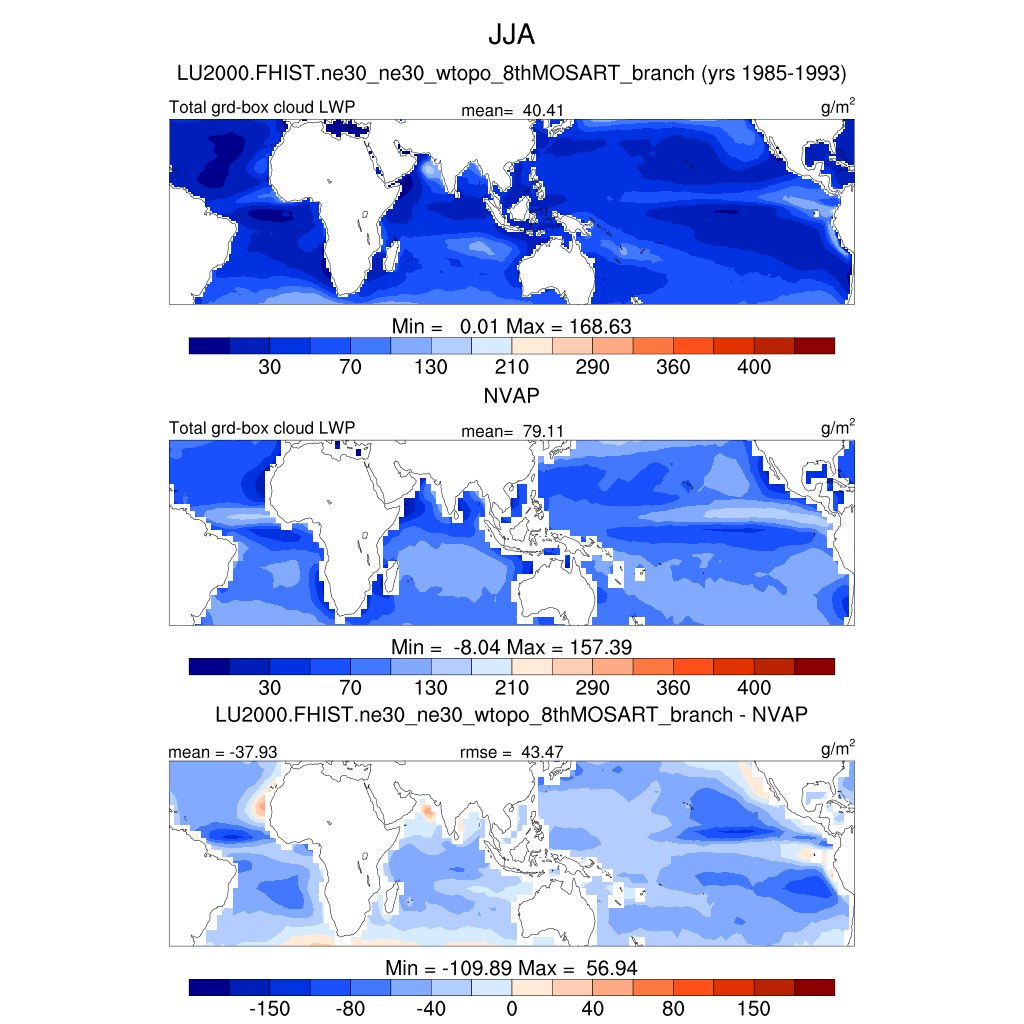 JJA
LU2000.FHIST.ne30_ne30_wtopo_8thMOSART_branch (yrs 1985-1993)
Total grd-box cloud LWP mean= 40.41 g/m2
Min = 0.01 Max = 168.63
30 70 130 210 290 360 400
NVAP
Total grd-box cloud LWP mean= 79.11 g/m2
Min = -8.04 Max = 157.39
30 70 130 210 290 360 400
LU2000.FHIST.ne30_ne30_wtopo_8thMOSART_branch - NVAP
mean = -37.93 rmse = 43.47 g/m2
Min = -109.89 Max = 56.94
-150 -80 -40 0 40 80 150